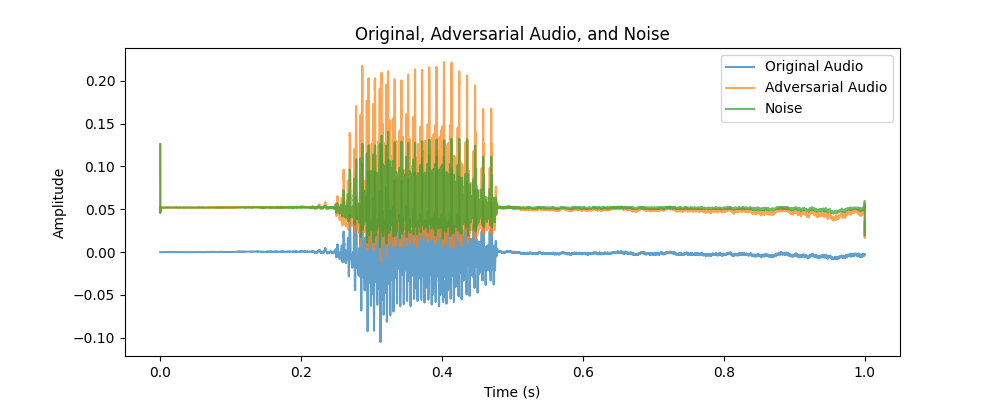 Original, Adversarial Audio, and Noise
Original Audio
Adversarial Audio
Noise
Amplitude
0.20
0.15
0.10
0.05
0.00
−0.05
−0.10
0.0 0.2 0.4 0.6 0.8 1.0
Time (s)